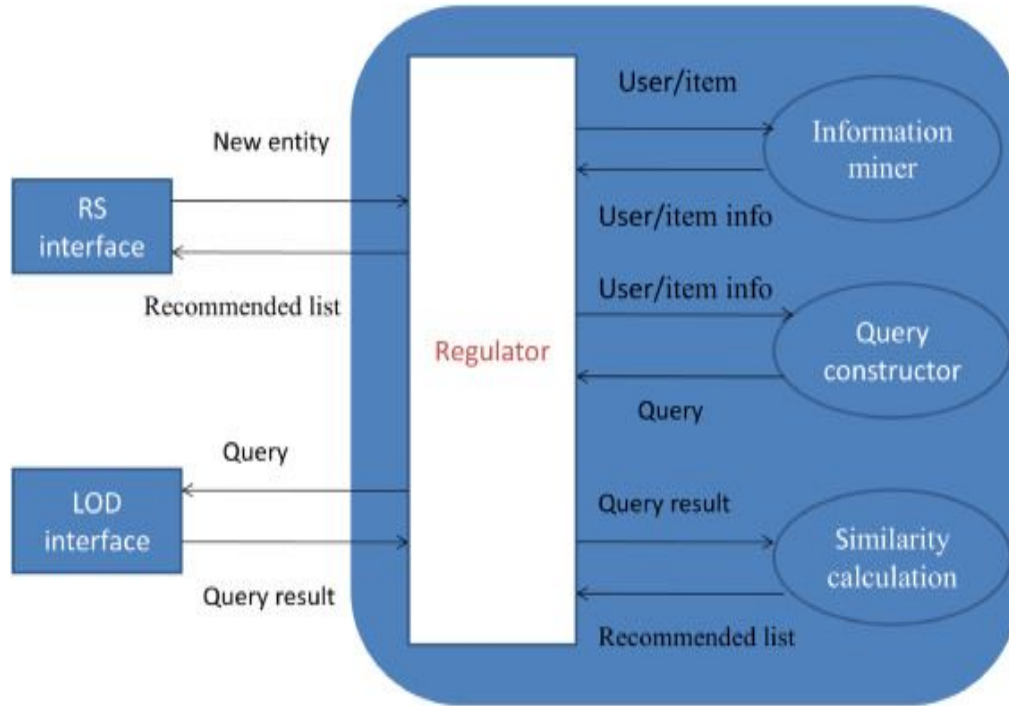 New entity
RS
interface
Recommended list
Query
LOD
interface
Query result
Regulator
User/item
Information
miner
User/item info
User/item info
Query
constructor
Query
Query result
Similarity
calculation
Recommended list